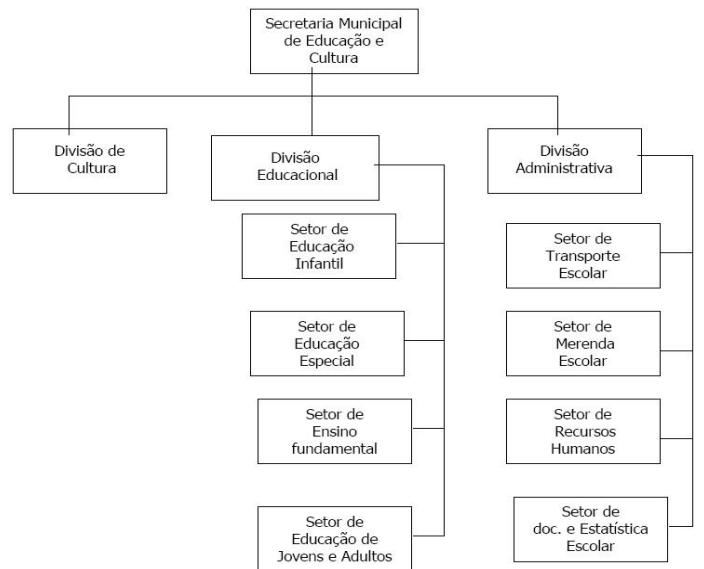 Secretaria Municipal
de Educação e
Cultura
Divisão de
Cultura
Divisão
Educacional
Divisão
Administrativa
Setor de
Educação
Infantil
Setor de
Educação
Especial
Setor de
Ensino
fundamental
Setor de
Educação de
Jovens e Adultos
Setor de
Transporte
Escolar
Setor de
Merenda
Escolar
Setor de
Recursos
Humanos
Setor de
doc. e Estatística
Escolar